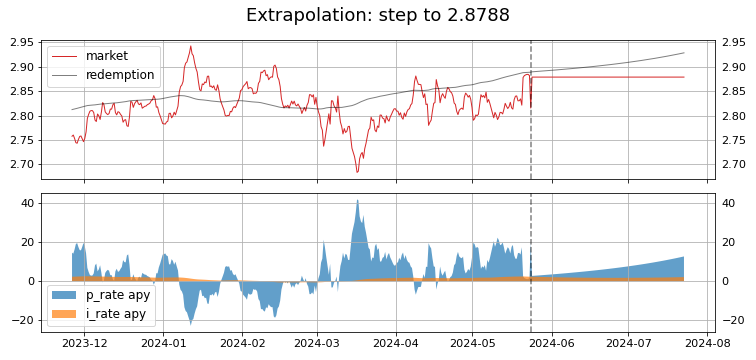 Extrapolation: step to 2.8788
2.95 2.95
market
redemption
2.90 2.90
2.85 2.85
2.80 2.80
2.75 2.75
2.70 2.70
40 40
20 20
0 0
p_rate apy
i_rate apy
−20 −20
2023-12 2024-01 2024-02 2024-03 2024-04 2024-05 2024-06 2024-07 2024-08